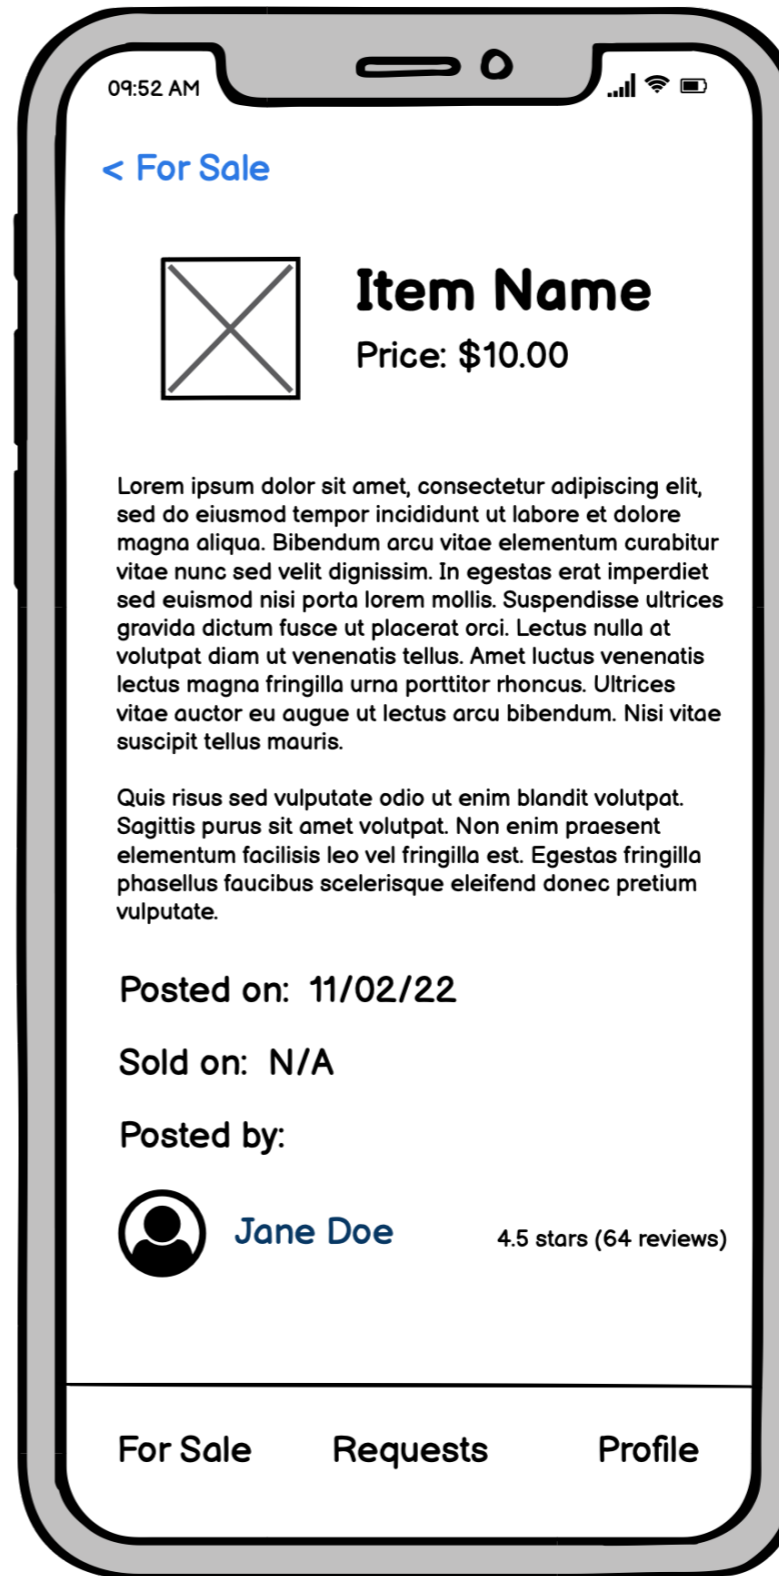 09:52 AM
< For Sale
Item Name
Price: $10.00
Lorem ipsum dolor sit amet, consectetur adipiscing elit,
sed do eiusmod tempor incididunt ut labore et dolore
magna aliqua. Bibendum arcu vitae elementum curabitur
vitae nunc sed velit dignissim. In egestas erat imperdiet
sed euismod nisi porta lorem mollis. Suspendisse ultrices
gravida dictum fusce ut placerat orci. Lectus nulla at
volutpat diam ut venenatis tellus. Amet luctus venenatis
lectus magna fringilla urna porttitor rhoncus. Ultrices
vitae auctor eu augue ut lectus arcu bibendum. Nisi vitae
suscipit tellus mauris.
Quis risus sed vulputate odio ut enim blandit volutpat.
Sagittis purus sit amet volutpat. Non enim praesent
elementum facilisis leo vel fringilla est. Egestas fringilla
phasellus faucibus scelerisque eleifend donec pretium
vulputate.
Posted on: 11/02/22
Sold on: N/A
Posted by:
Jane Doe 4.5 stars (64 reviews)
For Sale Requests Profile